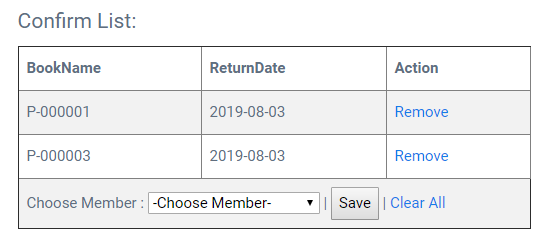 Confirm List:
BookName ReturnDate Action
P-000001 2019-08-03 Remove
P-000003 2019-08-03 Remove
Choose Member : -Choose Member- | Save | Clear All